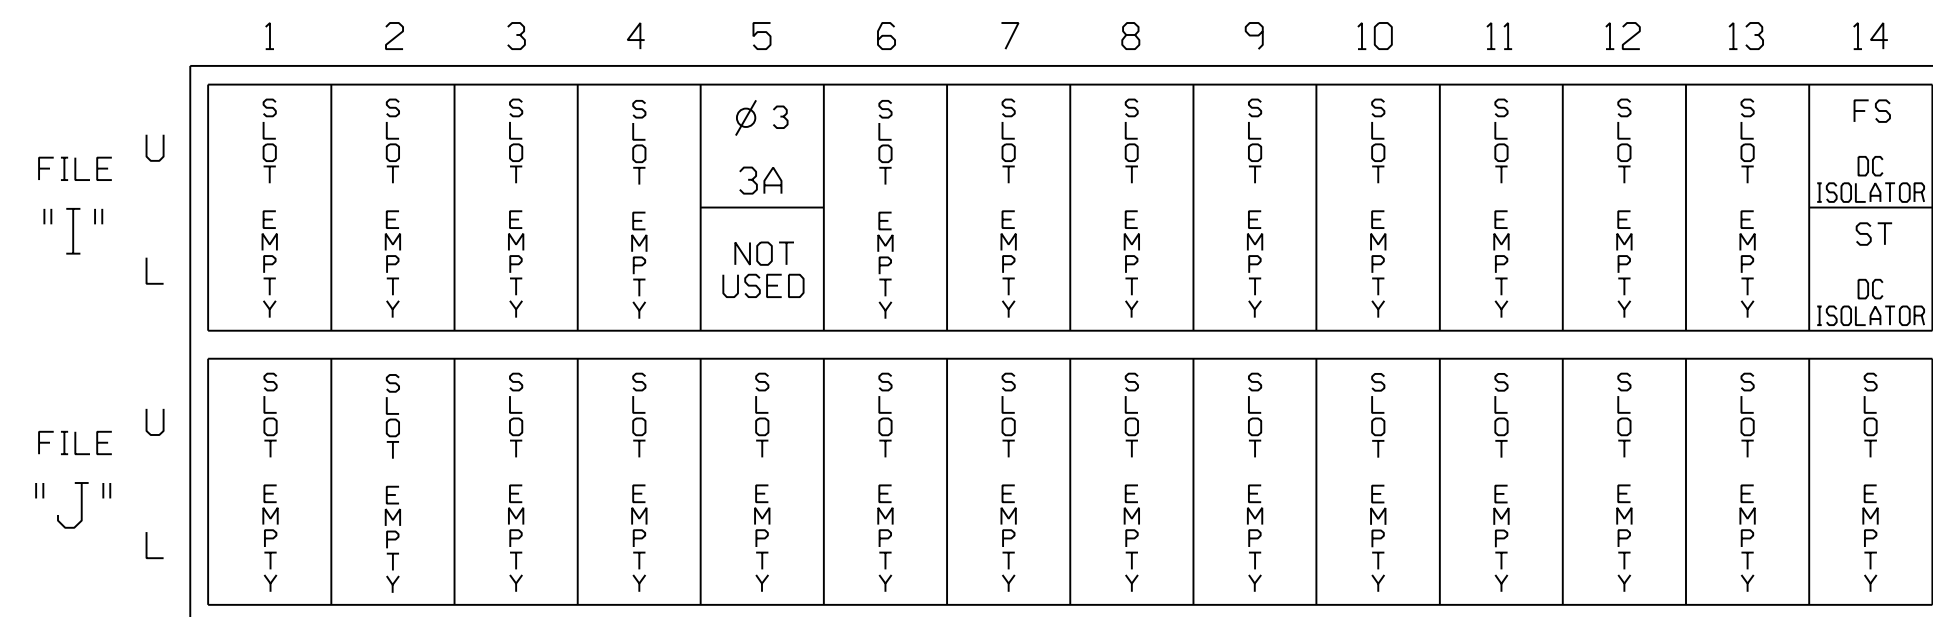 1 2 3 4 5 6 7 8 9 10 11 12 13 14
FILE "I"
U
L
SLOT EMPTY
SLOT EMPTY
SLOT EMPTY
SLOT EMPTY
Ø 3
3A
NOT
USED
SLOT EMPTY
SLOT EMPTY
SLOT EMPTY
SLOT EMPTY
SLOT EMPTY
SLOT EMPTY
SLOT EMPTY
SLOT EMPTY
FS
DC
ISOLATOR
ST
DC
ISOLATOR
FILE "J"
U
L
SLOT EMPTY
SLOT EMPTY
SLOT EMPTY
SLOT EMPTY
SLOT EMPTY
SLOT EMPTY
SLOT EMPTY
SLOT EMPTY
SLOT EMPTY
SLOT EMPTY
SLOT EMPTY
SLOT EMPTY
SLOT EMPTY
SLOT EMPTY